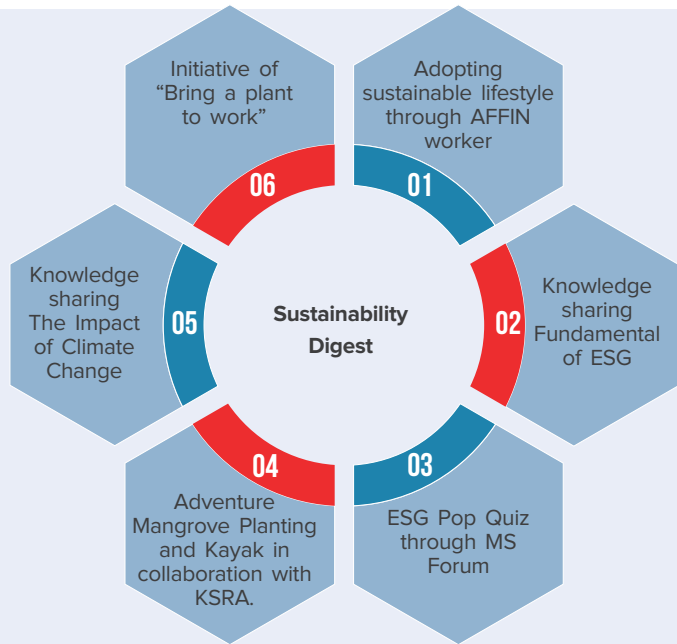 Sustainability
Digest
01
Adopting
sustainable lifestyle
through AFFIN
worker
02
Knowledge
sharing
Fundamental
of ESG
03
ESG Pop Quiz
through MS
Forum
04
Adventure
Mangrove Planting
and Kayak in
collaboration with
KSRA.
05
Knowledge
sharing
The Impact
of Climate
Change
06
Initiative of
“Bring a plant
to work”